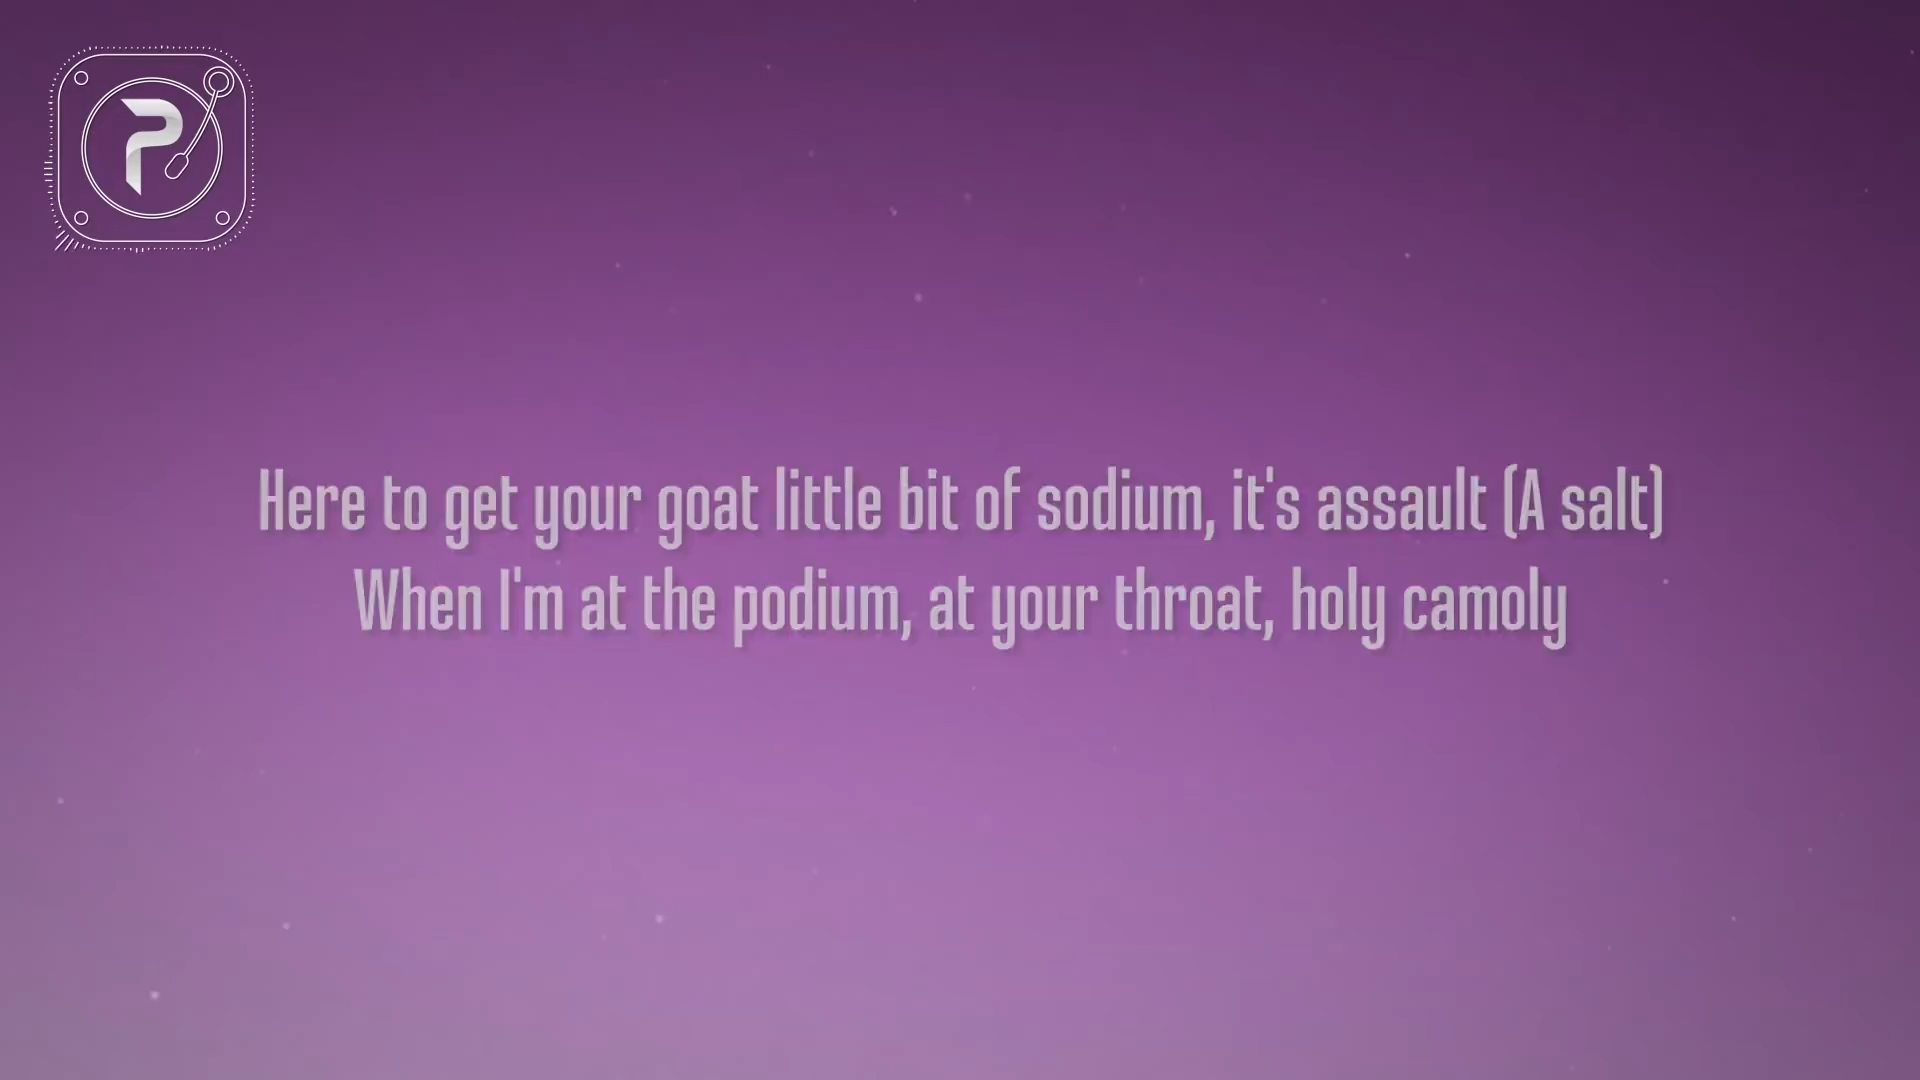 P
Here to get your goat little bit of sodium, it's assault (A salt)
When I'm at the podium, at your throat, holy camoly